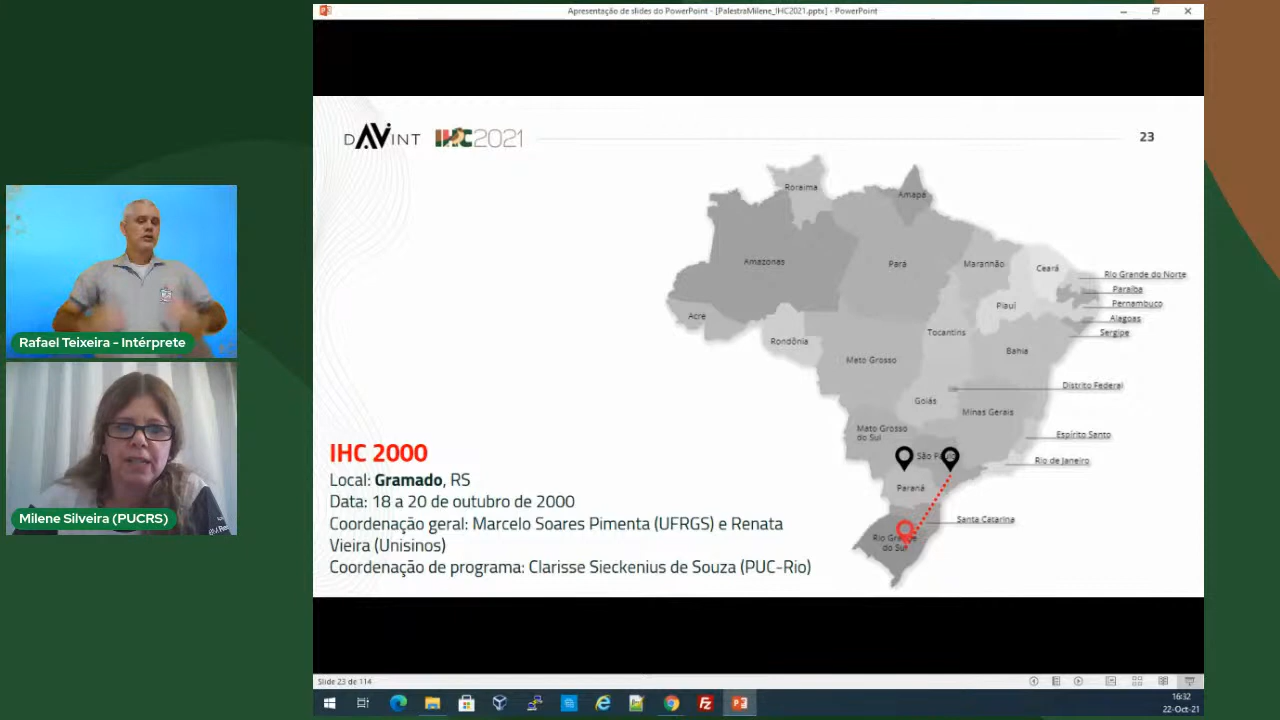 Apresentação de slides do PowerPoint - [PalestraMilene_IHC2021.pptx] - PowerPoint
DAVINT
IHC2021
23
Roraima
Amapá
Amazonas
Pará
Marannão
Ceará
Rio Grande do Norte
Paraíba
Pernambuco
Alagoas
Sergipe
Piauí
Acre
Rondônia
Tocantins
Mato Grosso
Bahia
Distrito Federal
Goiás
Minas Gerais
Mato Grosso
do Sul
Espírito Santo
São Paulo
Rio de Janeiro
Paraná
Santa Catarina
Rio Grande
do Sul
IHC 2000
Local: Gramado, RS
Data: 18 a 20 de outubro de 2000
Coordenação geral: Marcelo Soares Pimenta (UFRGS) e Renata
Vieira (Unisinos)
Coordenação de programa: Clarisse Sieckenius de Souza (PUC-Rio)
Rafael Teixeira - Intérprete
Milene Silveira (PUCRS)
Slide 23 de 114
16:32
22-Oct-21